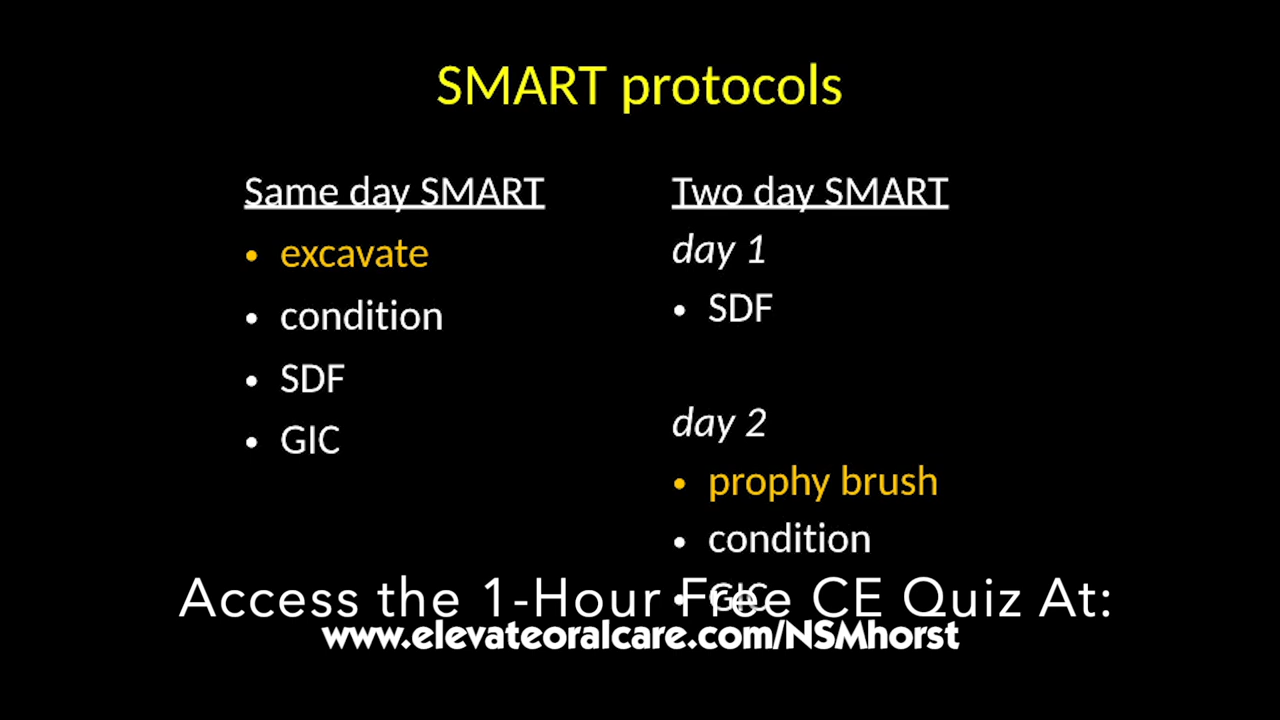 SMART protocols
Same day SMART
• excavate
• condition
• SDF
• GIC
Two day SMART
day 1
• SDF
day 2
• prophy brush
• condition
• GIC
Access the 1-Hour Free CE Quiz At:
www.elevateoralcare.com/NSMhorst